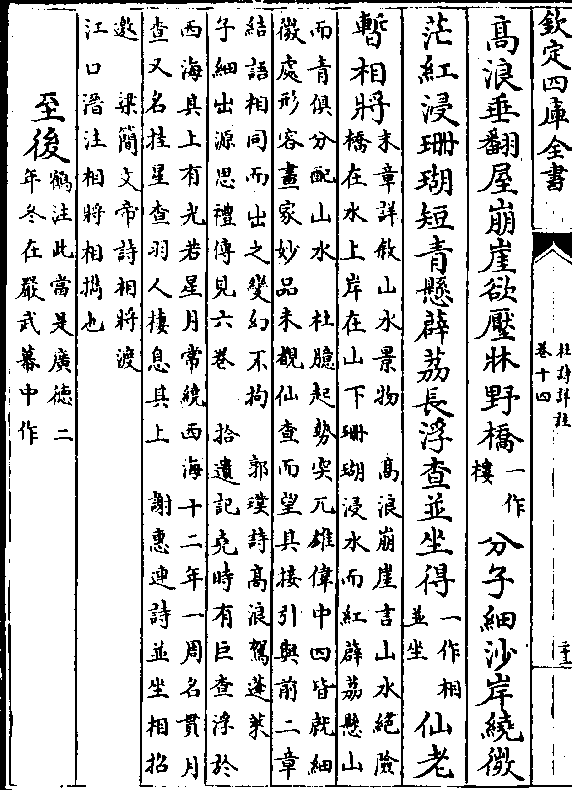 欽定四庫全書
杜詩詳註
卷十四
高浪垂翻屋崩崖欲壓牀野橋一作樓分子細沙岸繞微
茫紅浸珊瑚短青懸薜荔長浮查並坐得一作相並坐仙老
暫相將末章詳敘山水景物 高浪崩崖言山水絕險
橋在水上岸在山下珊瑚浸水而紅薜荔懸山
而青俱分配山水 杜臆起勢突兀雄偉中四皆就細
微處形容畫家妙品末觀仙查而望其接引與前二章
結語相同而出之變幻不拘 郭璞詩高浪駕蓬萊
子細出源思禮傳見六卷 拾遺記堯時有巨查浮於
西海其上有光若星月常繞西海十二年一周名貫月
查又名挂星查羽人棲息其上 謝惠連詩並坐相招
邀 梁簡文帝詩相將渡
江口潘注相將相攜也
至後鶴注此當是廣德二
年冬在嚴武幕中作